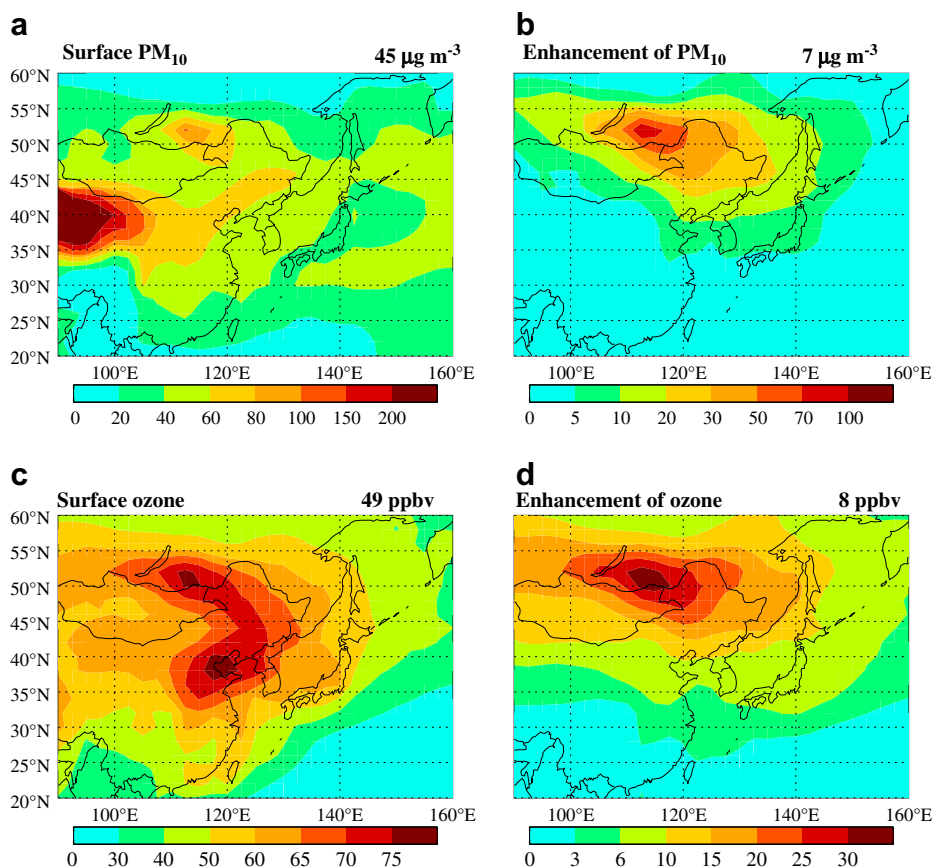 a b
Surface PM₁₀ 45 μg m⁻³ Enhancement of PM₁₀ 7 μg m⁻³
60°N
55°N
50°N
45°N
40°N
35°N
30°N
25°N
20°N
100°E 120°E 140°E 160°E 100°E 120°E 140°E 160°E
0 20 40 60 80 100 150 200 0 5 10 20 30 50 70 100
c d
Surface ozone 49 ppbv Enhancement of ozone 8 ppbv
60°N
55°N
50°N
45°N
40°N
35°N
30°N
25°N
20°N
100°E 120°E 140°E 160°E 100°E 120°E 140°E 160°E
0 30 40 50 60 65 70 75 0 3 6 10 15 20 25 30